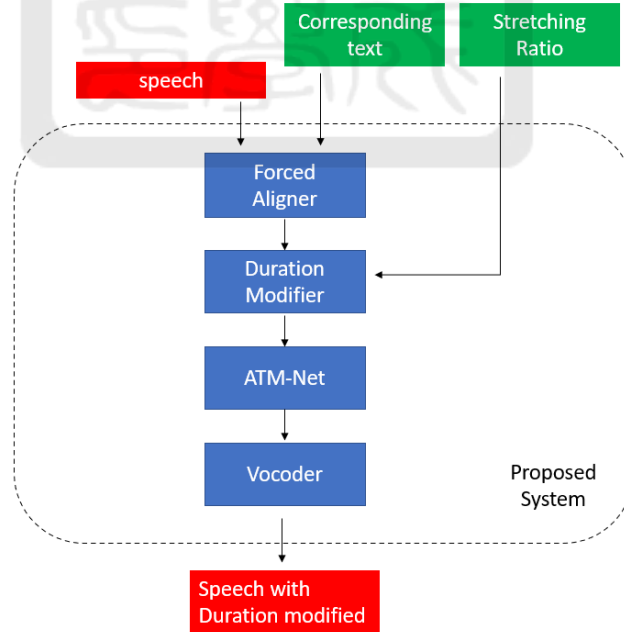 Corresponding
text
Stretching
Ratio
speech
Forced
Aligner
Duration
Modifier
ATM-Net
Vocoder
Proposed
System
Speech with
Duration modified